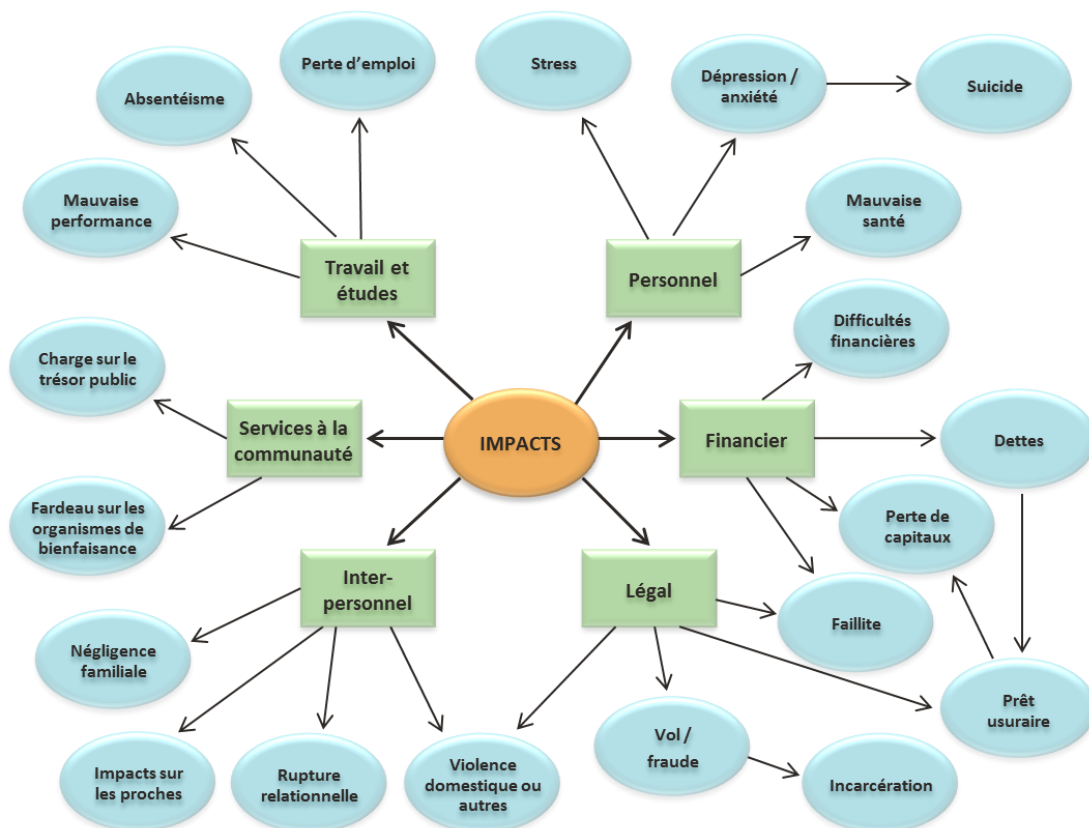 Perte d’emploi
Stress
Dépression /
anxiété
Suicide
Absentéisme
Mauvaise
performance
Mauvaise
santé
Travail et
études
Personnel
Difficultés
financières
Charge sur le
trésor public
Services à la
communauté
IMPACTS
Financier
Dettes
Fardeau sur les
organismes de
bienfaisance
Perte de
capitaux
Inter-
personnel
Légal
Faillite
Négligence
familiale
Prêt
usuraire
Impacts sur
les proches
Rupture
relationnelle
Violence
domestique ou
autres
Vol /
fraude
Incarcération